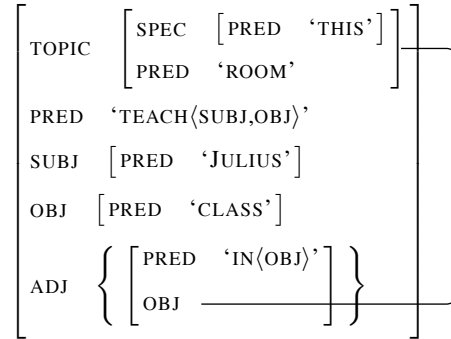 TOPIC SPEC [PRED ‘THIS’]
PRED ‘ROOM’
PRED ‘TEACH⟨SUBJ,OBJ⟩’
SUBJ [PRED ‘JULIUS’]
OBJ [PRED ‘CLASS’]
ADJ { PRED ‘IN⟨OBJ⟩’
OBJ }